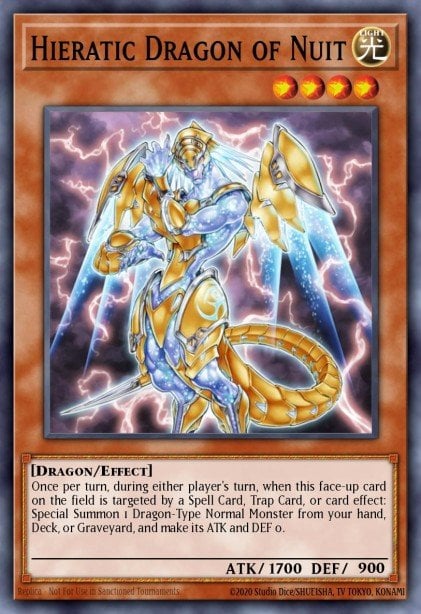 Hieratic Dragon of Nuit
LIGHT
光
[Dragon/Effect]
Once per turn, during either player's turn, when this face-up card
on the field is targeted by a Spell Card, Trap Card, or card effect:
Special Summon 1 Dragon-Type Normal Monster from your hand,
Deck, or Graveyard, and make its ATK and DEF 0.
ATK/1700 DEF/ 900
Replica - Not For Use in Sanctioned Tournaments
©2020 Studio Dice/SHUEISHA, TV TOKYO, KONAMI